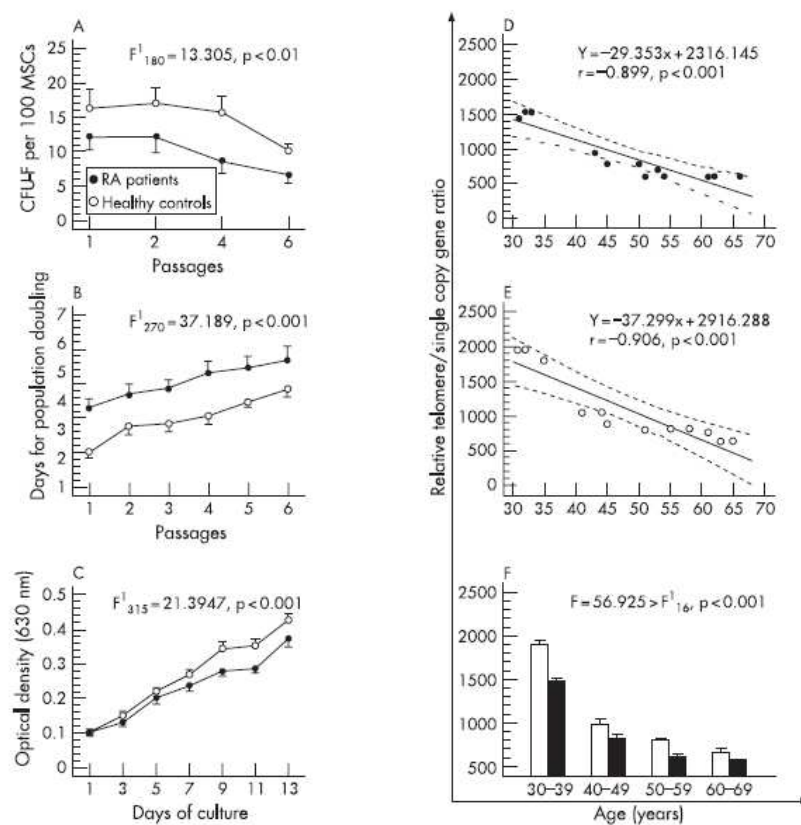 A
F¹₁₈₀=13.305, p<0.01
CFU-F per 100 MSCs
25
20
15
10
5
0
RA patients
Healthy controls
1 2 4 6
Passages
B
F¹₂₇₀=37.189, p<0.001
Days for population doubling
7
6
5
4
3
2
1
1 2 3 4 5 6
Passages
C
F¹₃₁₅=21.3947, p<0.001
Optical density (630 nm)
0.5
0.4
0.3
0.2
0.1
0
1 3 5 7 9 11 13
Days of culture
Relative telomere/single copy gene ratio
D
Y=−29.353x+2316.145
r=−0.899, p<0.001
2500
2000
1500
1000
500
0
30 35 40 45 50 55 60 65 70
E
Y=−37.299x+2916.288
r=−0.906, p<0.001
2500
2000
1500
1000
500
0
30 35 40 45 50 55 60 65 70
F
F=56.925>F¹₁₆, p<0.001
2500
2000
1500
1000
500
30–39 40–49 50–59 60–69
Age (years)